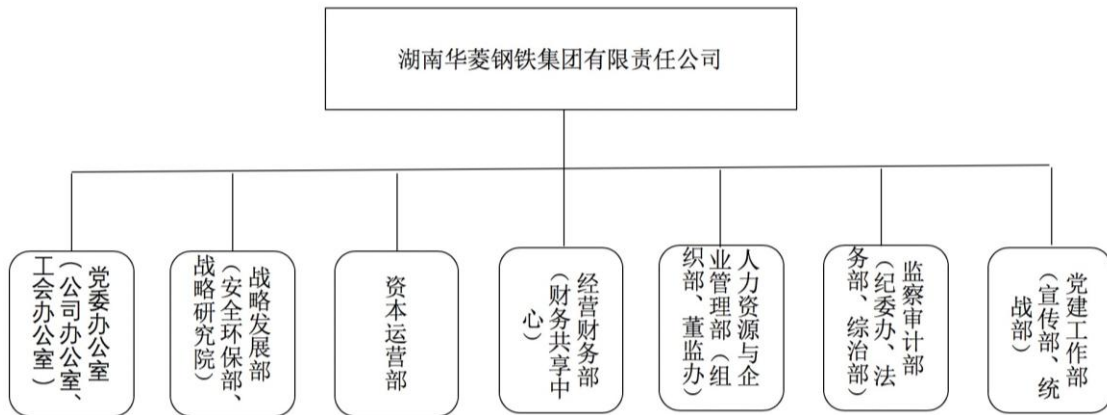 湖南华菱钢铁集团有限责任公司
党委办公室
（公司办公室、
工会办公室）
战略发展部
（安全环保部、
战略研究院）
资本运营部
经营财务部
（财务共享中
心）
人力资源与企
业管理部（组
织部、董监办）
监察审计部
（纪委办、法
务部、综治部）
党建工作部
（宣传部、统
战部）